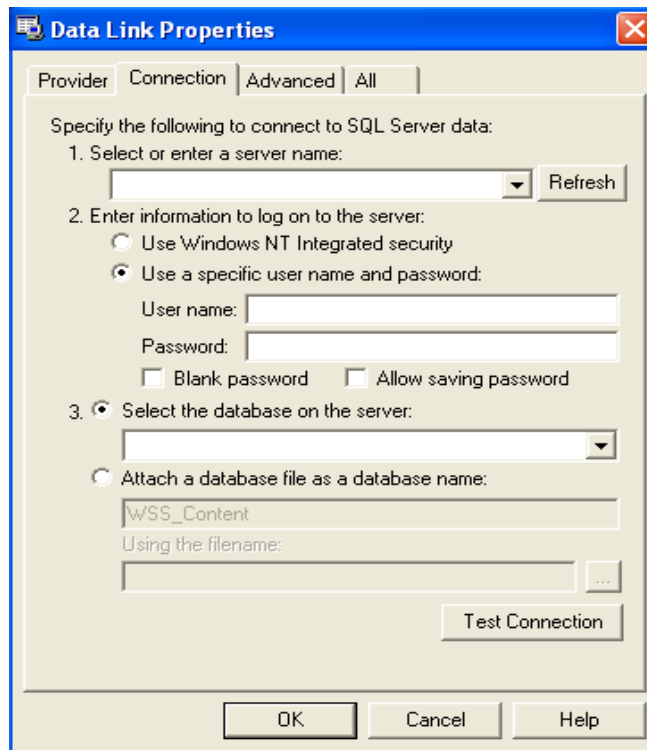 Data Link Properties
Provider Connection Advanced All
Specify the following to connect to SQL Server data:
1. Select or enter a server name:
Refresh
2. Enter information to log on to the server:
Use Windows NT Integrated security
Use a specific user name and password:
User name:
Password:
Blank password Allow saving password
3. Select the database on the server:
Attach a database file as a database name:
WSS_Content
Using the filename:
...
Test Connection
OK Cancel Help